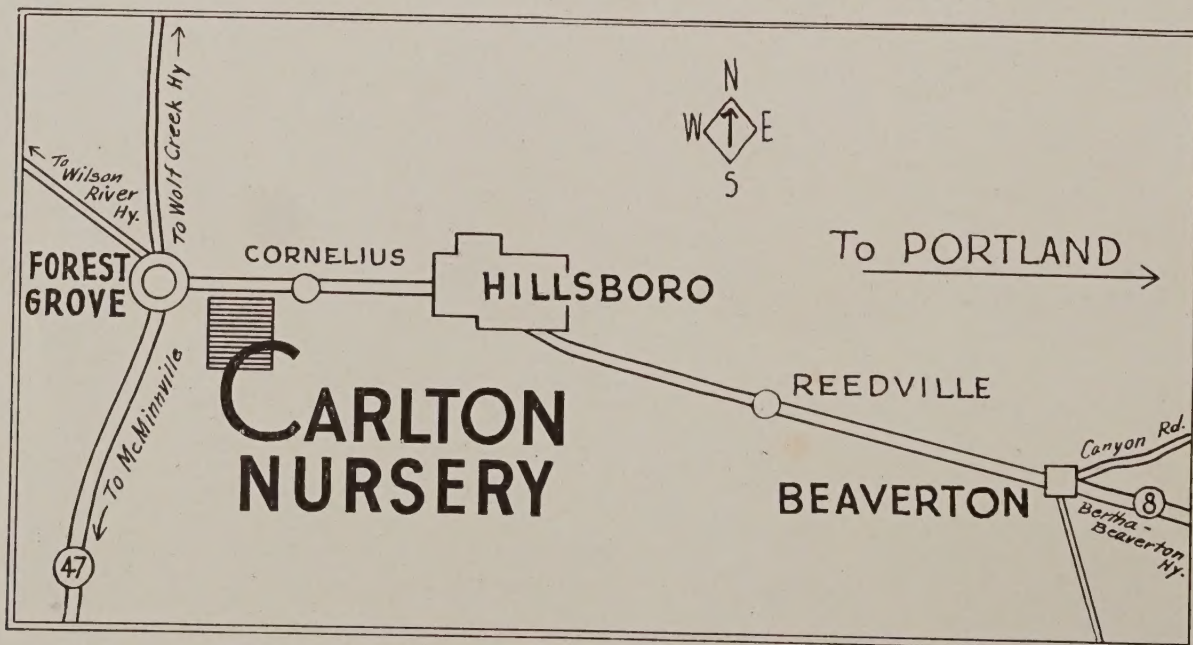 To Wolf Creek Hy
To
Wilson
River
Hy.
N
W E
S
FOREST
GROVE
CORNELIUS
HILLSBORO
To PORTLAND
CARLTON
NURSERY
To McMinnville
47
REEDVILLE
BEAVERTON
Canyon Rd.
8
Bertha-
Beaverton
Hy.